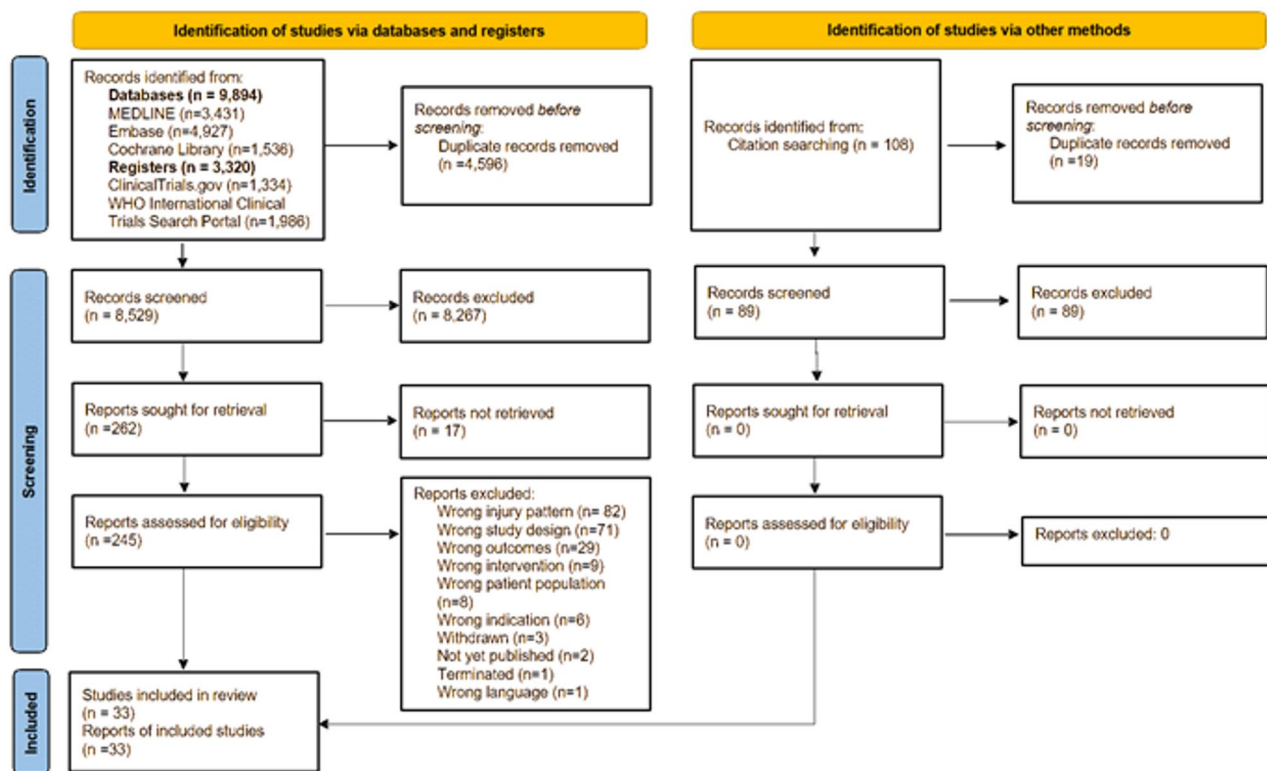 Identification of studies via databases and registers
Identification of studies via other methods
Identification
Records identified from:
Databases (n = 9,894)
MEDLINE (n=3,431)
Embase (n=4,927)
Cochrane Library (n=1,536)
Registers (n = 3,320)
ClinicalTrials.gov (n=1,334)
WHO International Clinical
Trials Search Portal (n=1,986)
Records removed before
screening:
Duplicate records removed
(n =4,596)
Records identified from:
Citation searching (n = 108)
Records removed before
screening:
Duplicate records removed
(n =19)
Screening
Records screened
(n = 8,529)
Records excluded
(n = 8,267)
Records screened
(n = 89)
Records excluded
(n = 89)
Reports sought for retrieval
(n =262)
Reports not retrieved
(n = 17)
Reports sought for retrieval
(n = 0)
Reports not retrieved
(n = 0)
Reports assessed for eligibility
(n =245)
Reports excluded:
Wrong injury pattern (n= 82)
Wrong study design (n=71)
Wrong outcomes (n=29)
Wrong intervention (n=9)
Wrong patient population
(n=8)
Wrong indication (n=6)
Withdrawn (n=3)
Not yet published (n=2)
Terminated (n=1)
Wrong language (n=1)
Reports assessed for eligibility
(n = 0)
Reports excluded: 0
Included
Studies included in review
(n = 33)
Reports of included studies
(n =33)